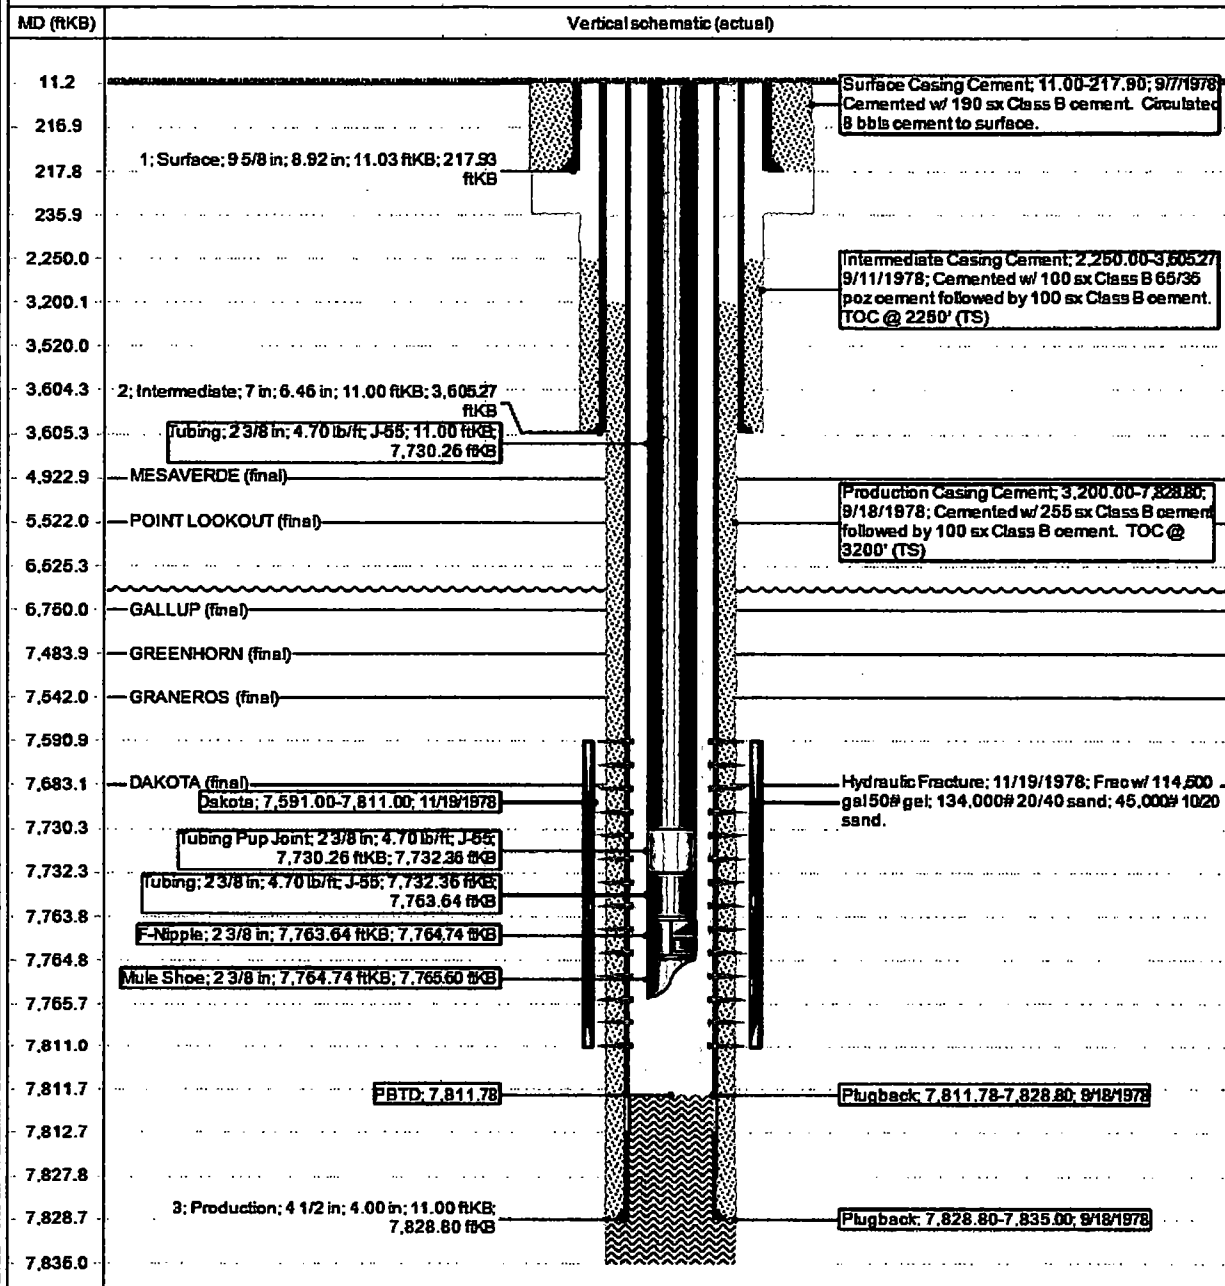 MD (ftKB)
Vertical schematic (actual)
11.2
216.9
217.8
235.9
2,250.0
3,200.1
3,520.0
3,604.3
3,605.3
4,922.9
5,522.0
6,625.3
6,750.0
7,483.9
7,542.0
7,590.9
7,683.1
7,730.3
7,732.3
7,763.8
7,764.8
7,765.7
7,811.0
7,811.7
7,812.7
7,827.8
7,828.7
7,835.0
1; Surface; 9 5/8 in; 8.92 in; 11.03 ftKB; 217.93
ftKB
2; Intermediate; 7 in; 6.46 in; 11.00 ftKB; 3,605.27
ftKB
Tubing; 2 3/8 in; 4.70 lb/ft; J-55; 11.00 ftKB;
7,730.26 ftKB
MESAVERDE (final)
POINT LOOKOUT (final)
GALLUP (final)
GREENHORN (final)
GRANEROS (final)
DAKOTA (final)
Dakota; 7,591.00-7,811.00; 11/19/1978
Tubing Pup Joint; 2 3/8 in; 4.70 lb/ft; J-55;
7,730.26 ftKB; 7,732.36 ftKB
Tubing; 2 3/8 in; 4.70 lb/ft; J-55; 7,732.36 ftKB;
7,763.64 ftKB
F-Nipple; 2 3/8 in; 7,763.64 ftKB; 7,764.74 ftKB
Mule Shoe; 2 3/8 in; 7,764.74 ftKB; 7,765.60 ftKB
PBTD; 7,811.78
3; Production; 4 1/2 in; 4.00 in; 11.00 ftKB;
7,828.80 ftKB
Surface Casing Cement; 11.00-217.90; 9/7/1978
Cemented w/ 190 sx Class B cement. Circulated
8 bbls cement to surface.
Intermediate Casing Cement; 2,250.00-3,605.27;
9/11/1978; Cemented w/ 100 sx Class B 65/35
poz cement followed by 100 sx Class B cement.
TOC @ 2250' (TS)
Production Casing Cement; 3,200.00-7,828.80;
9/18/1978; Cemented w/ 255 sx Class B cement
followed by 100 sx Class B cement. TOC @
3200' (TS)
Hydraulic Fracture; 11/19/1978; Frac w/ 114,500
gal 50# gel; 134,000# 20/40 sand; 45,000# 10/20
sand.
Plugback; 7,811.78-7,828.80; 9/18/1978
Plugback; 7,828.80-7,835.00; 9/18/1978